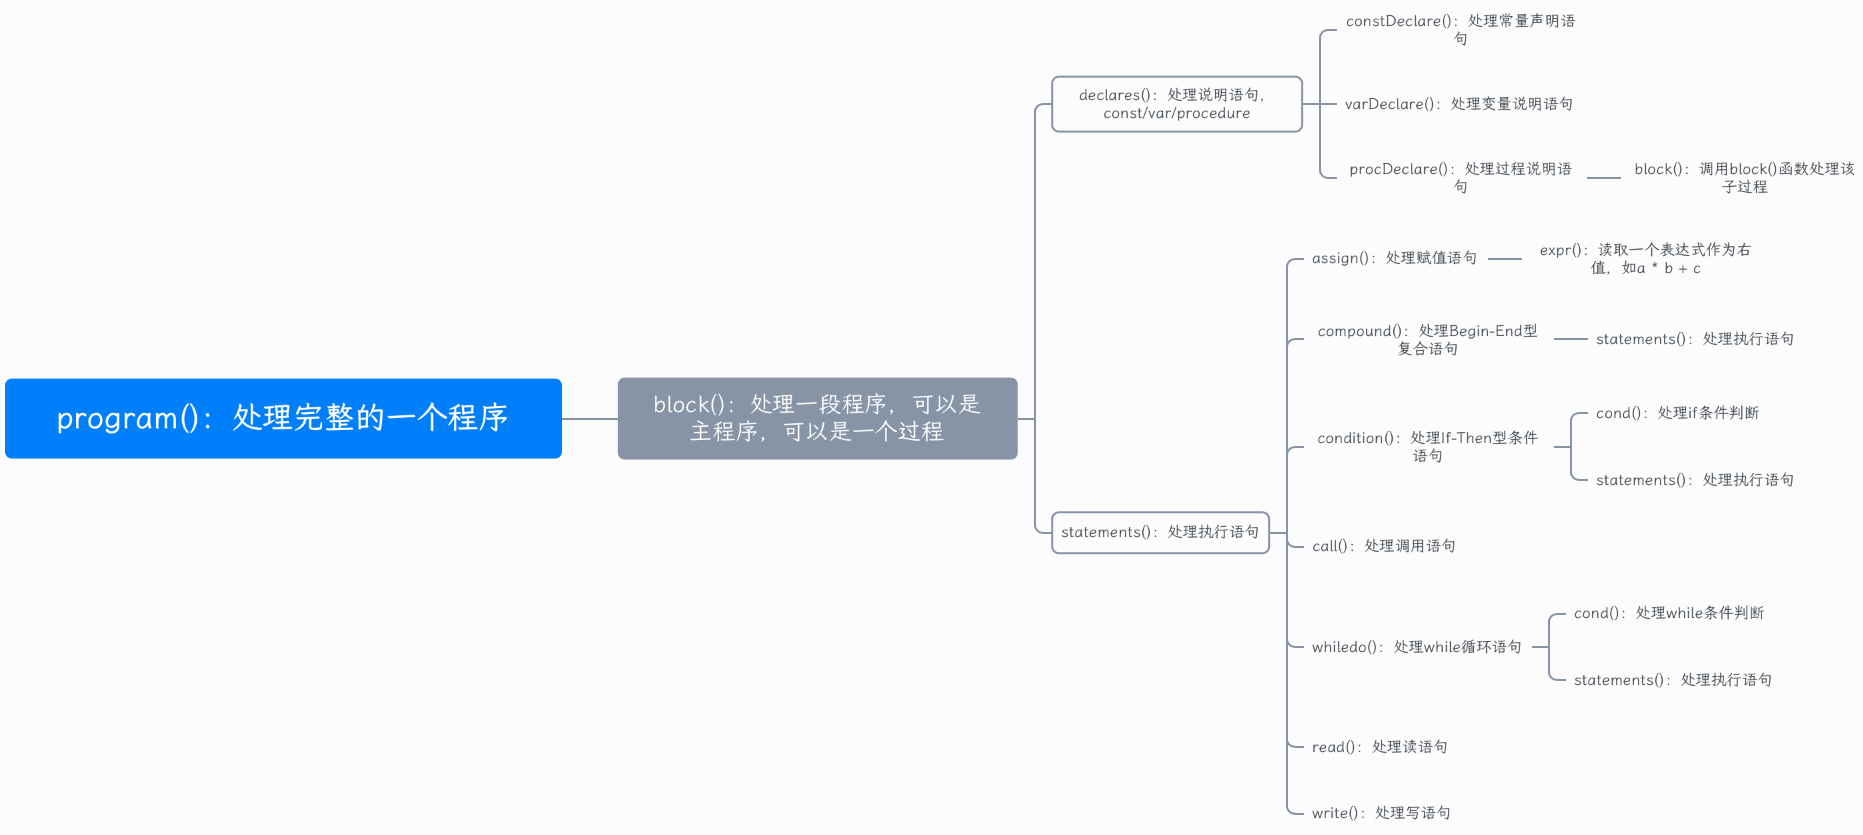 program()：处理完整的一个程序
block()：处理一段程序，可以是
主程序，可以是一个过程
declares()：处理说明语句，
const/var/procedure
constDeclare()：处理常量声明语
句
varDeclare()：处理变量说明语句
procDeclare()：处理过程说明语
句
block()：调用block()函数处理该
子过程
statements()：处理执行语句
assign()：处理赋值语句
expr()：读取一个表达式作为右
值，如a * b + c
compound()：处理Begin-End型
复合语句
statements()：处理执行语句
condition()：处理If-Then型条件
语句
cond()：处理if条件判断
statements()：处理执行语句
call()：处理调用语句
whiledo()：处理while循环语句
cond()：处理while条件判断
statements()：处理执行语句
read()：处理读语句
write()：处理写语句